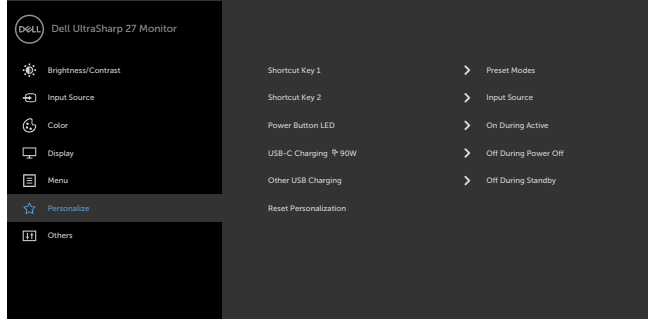 DELL Dell UltraSharp 27 Monitor
Brightness/Contrast
Input Source
Color
Display
Menu
Personalize
Others
Shortcut Key 1 Preset Modes
Shortcut Key 2 Input Source
Power Button LED On During Active
USB-C Charging 90W Off During Power Off
Other USB Charging Off During Standby
Reset Personalization